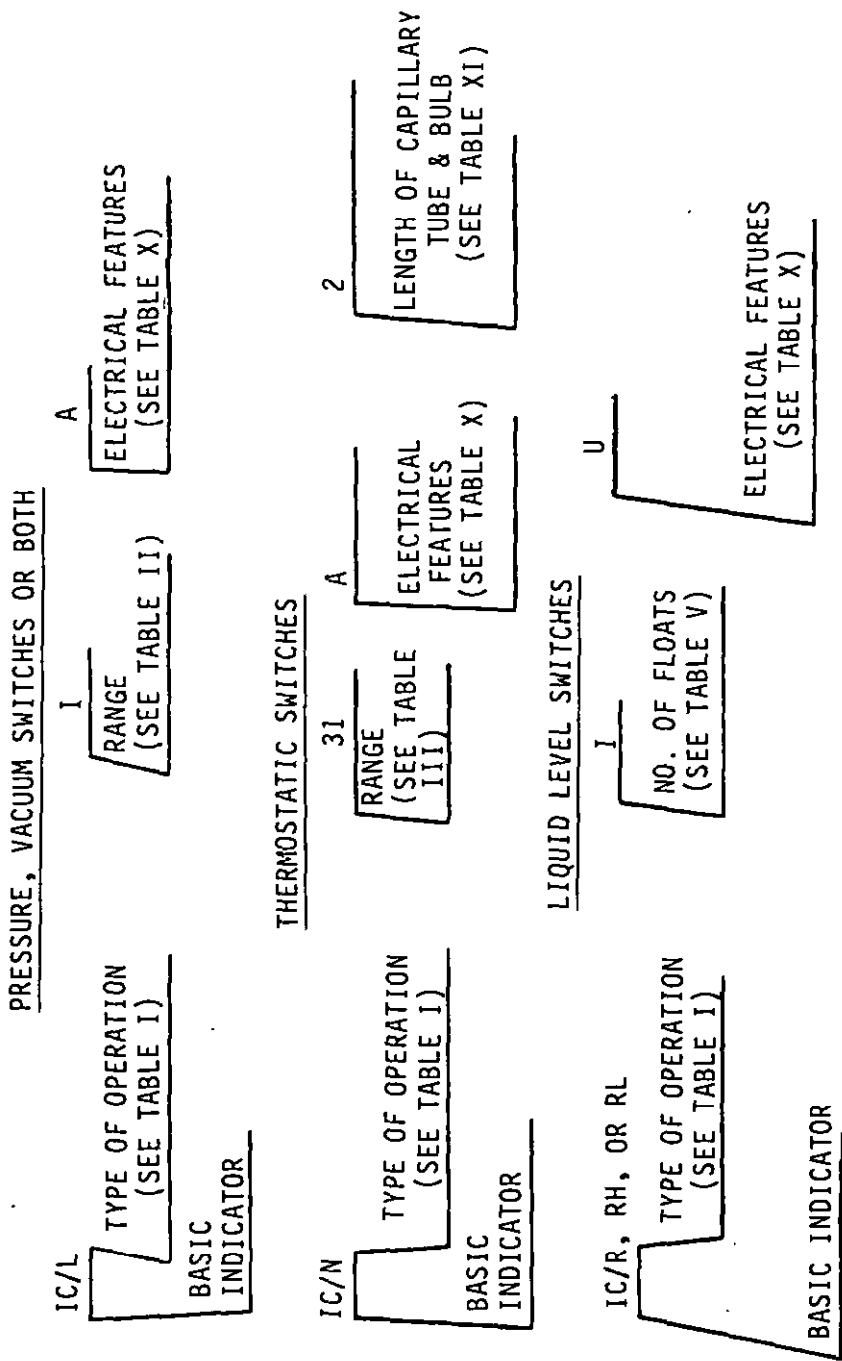 PRESSURE, VACUUM SWITCHES OR BOTH
IC/L
I
A
TYPE OF OPERATION
(SEE TABLE I)
BASIC
INDICATOR
RANGE
(SEE TABLE II)
ELECTRICAL FEATURES
(SEE TABLE X)
THERMOSTATIC SWITCHES
IC/N
31
A
2
TYPE OF OPERATION
(SEE TABLE I)
BASIC
INDICATOR
RANGE
(SEE TABLE
III)
ELECTRICAL
FEATURES
(SEE TABLE X)
LENGTH OF CAPILLARY
TUBE & BULB
(SEE TABLE XI)
LIQUID LEVEL SWITCHES
IC/R, RH, OR RL
I
U
TYPE OF OPERATION
(SEE TABLE I)
BASIC INDICATOR
NO. OF FLOATS
(SEE TABLE V)
ELECTRICAL FEATURES
(SEE TABLE X)